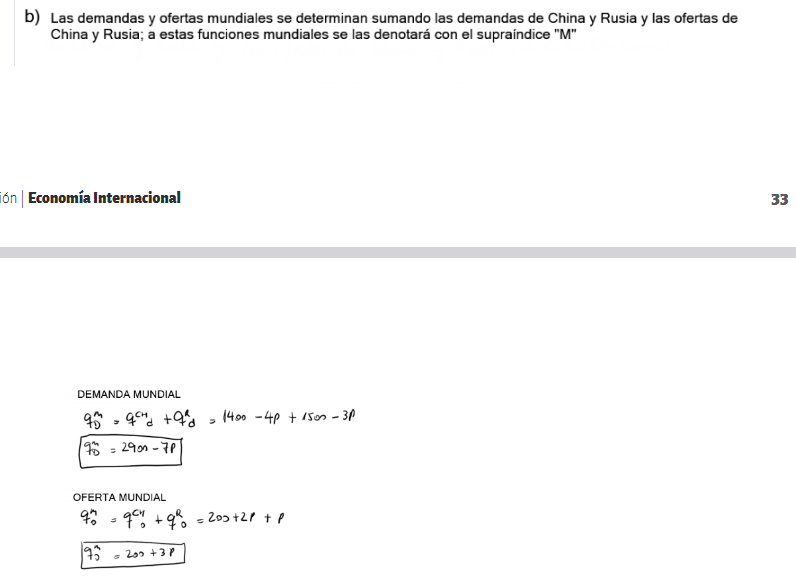 b) Las demandas y ofertas mundiales se determinan sumando las demandas de China y Rusia y las ofertas de
China y Rusia; a estas funciones mundiales se las denotará con el supraíndice "M"
ión | Economía Internacional 33
DEMANDA MUNDIAL
q_D^m = q_d^CH + q_d^R = 1400 - 4P + 1500 - 3P
q_D^m = 2900 - 7P
OFERTA MUNDIAL
q_o^m = q_o^CH + q_o^R = 200 + 2P + P
q_o^m = 200 + 3P